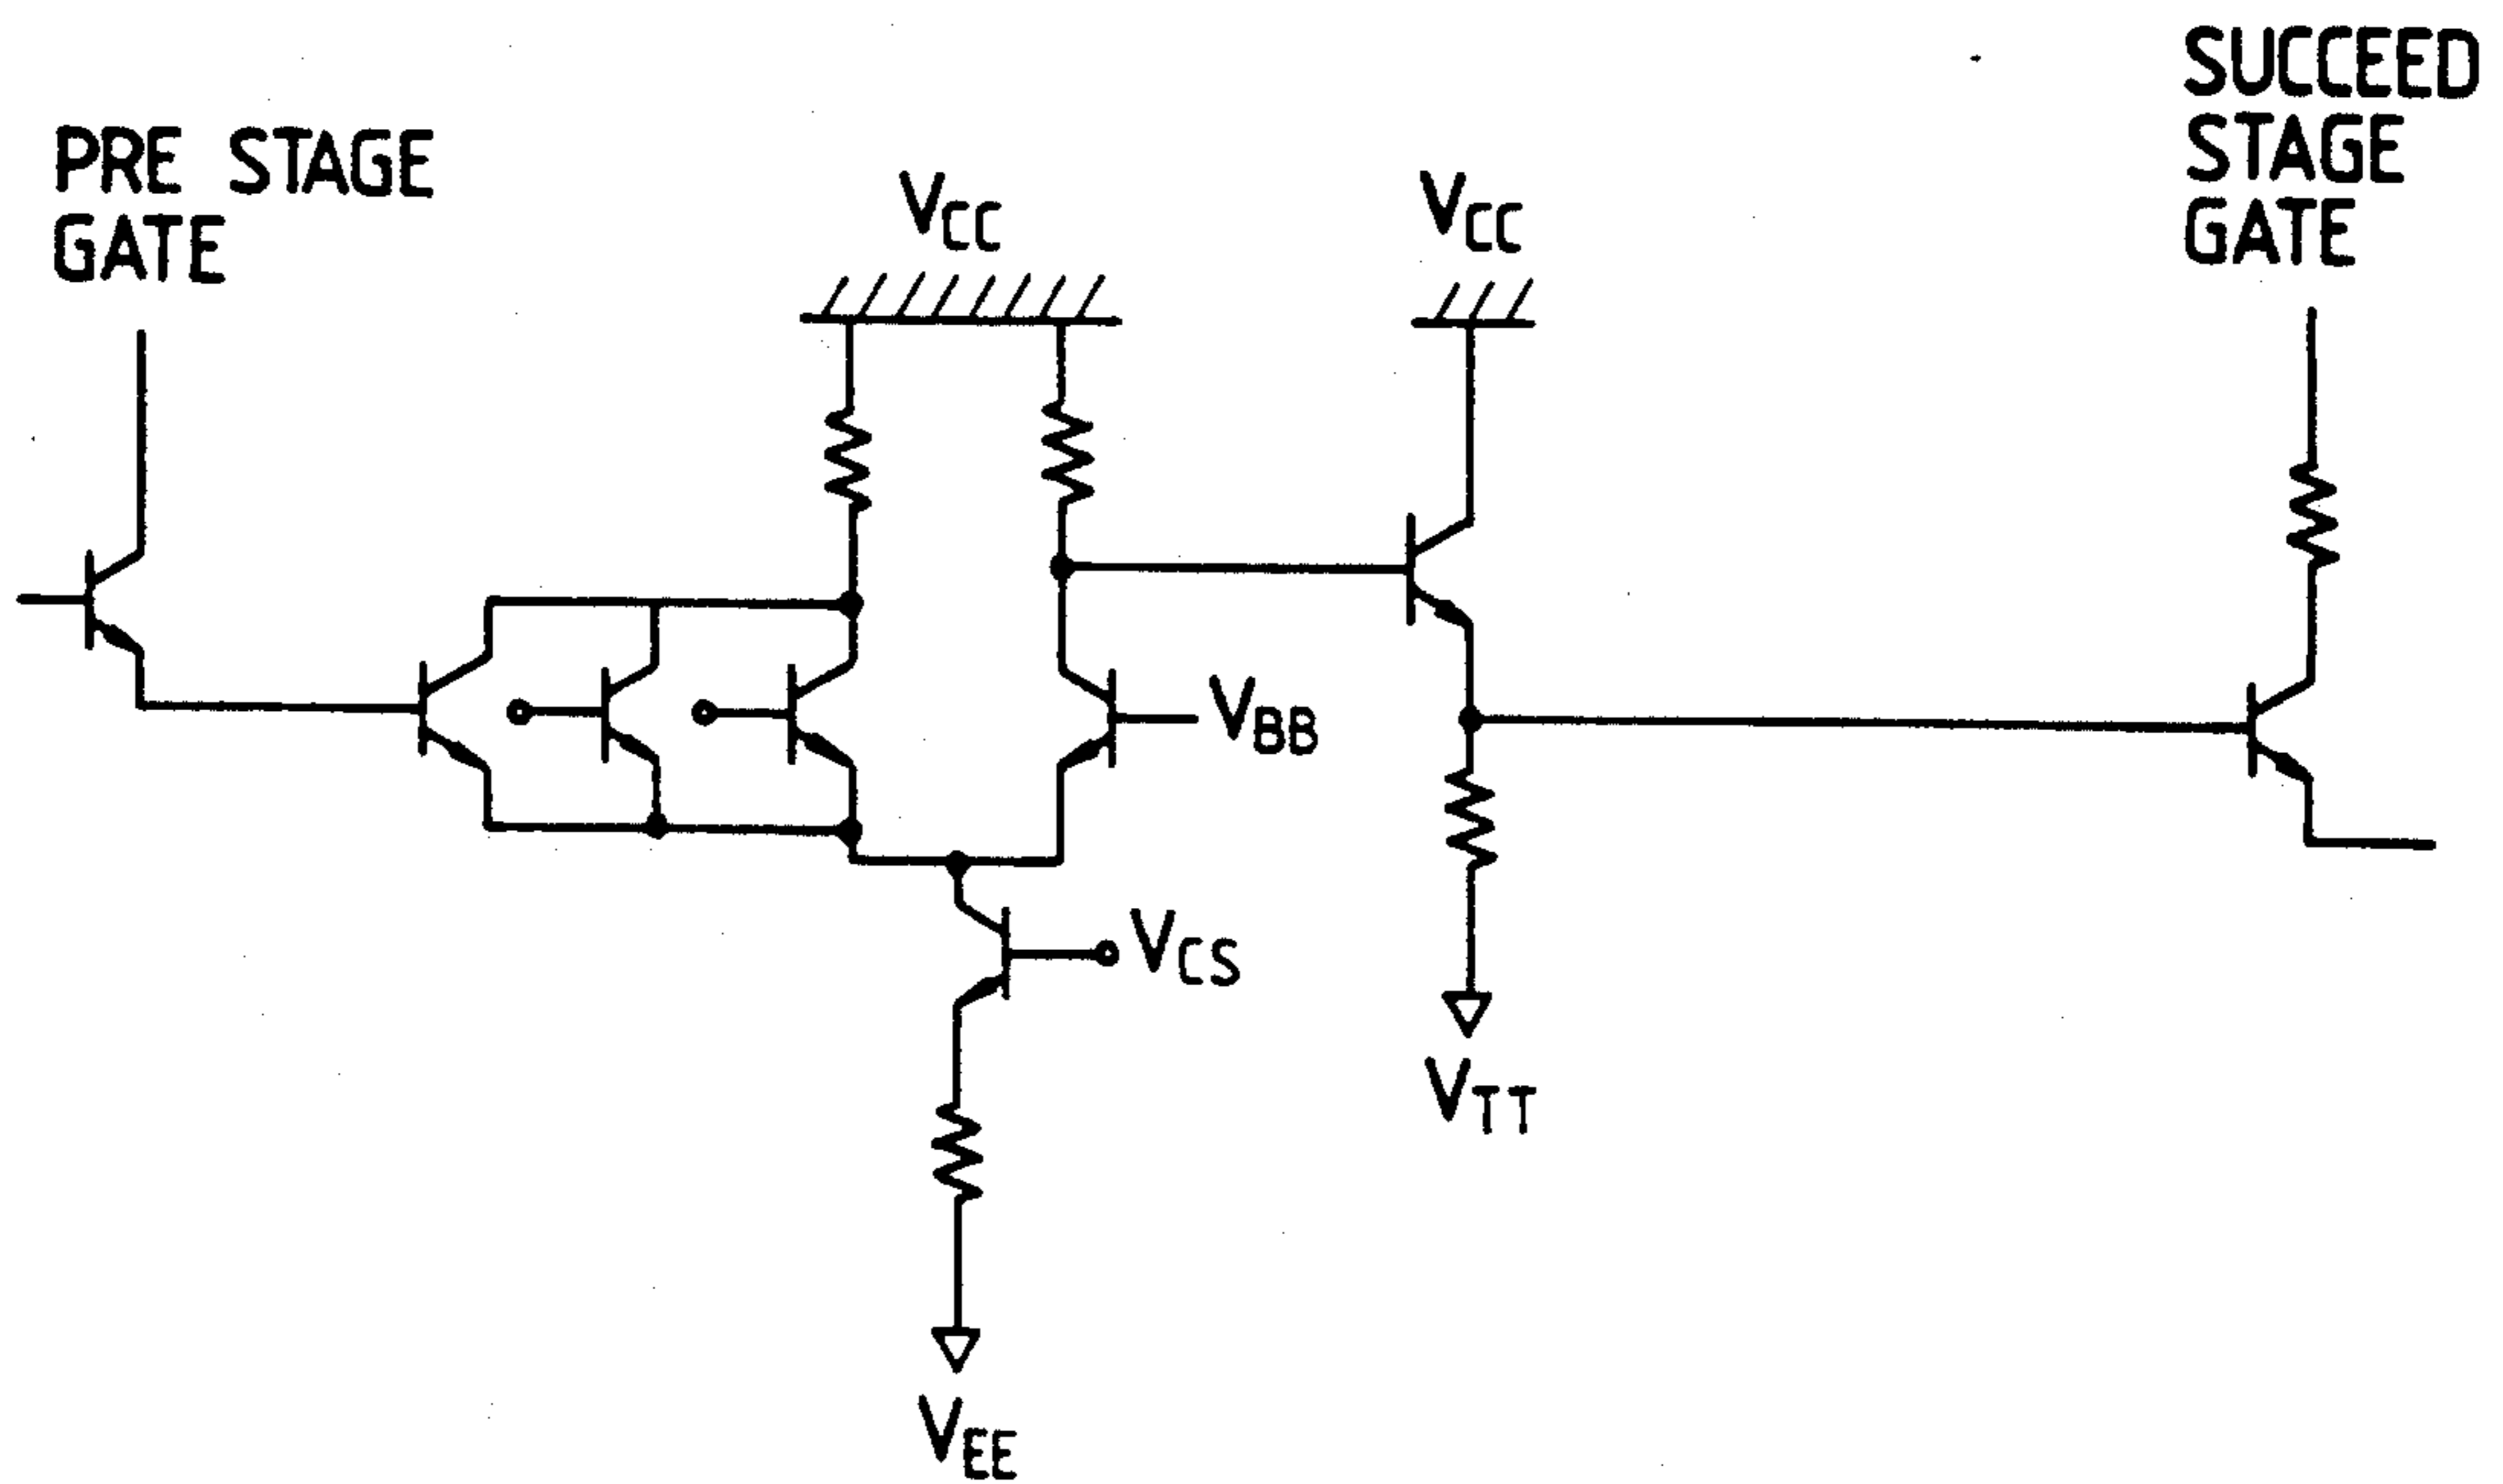 PRE STAGE
GATE
VCC
VCC
SUCCEED
STAGE
GATE
VBB
VCS
VTT
VEE